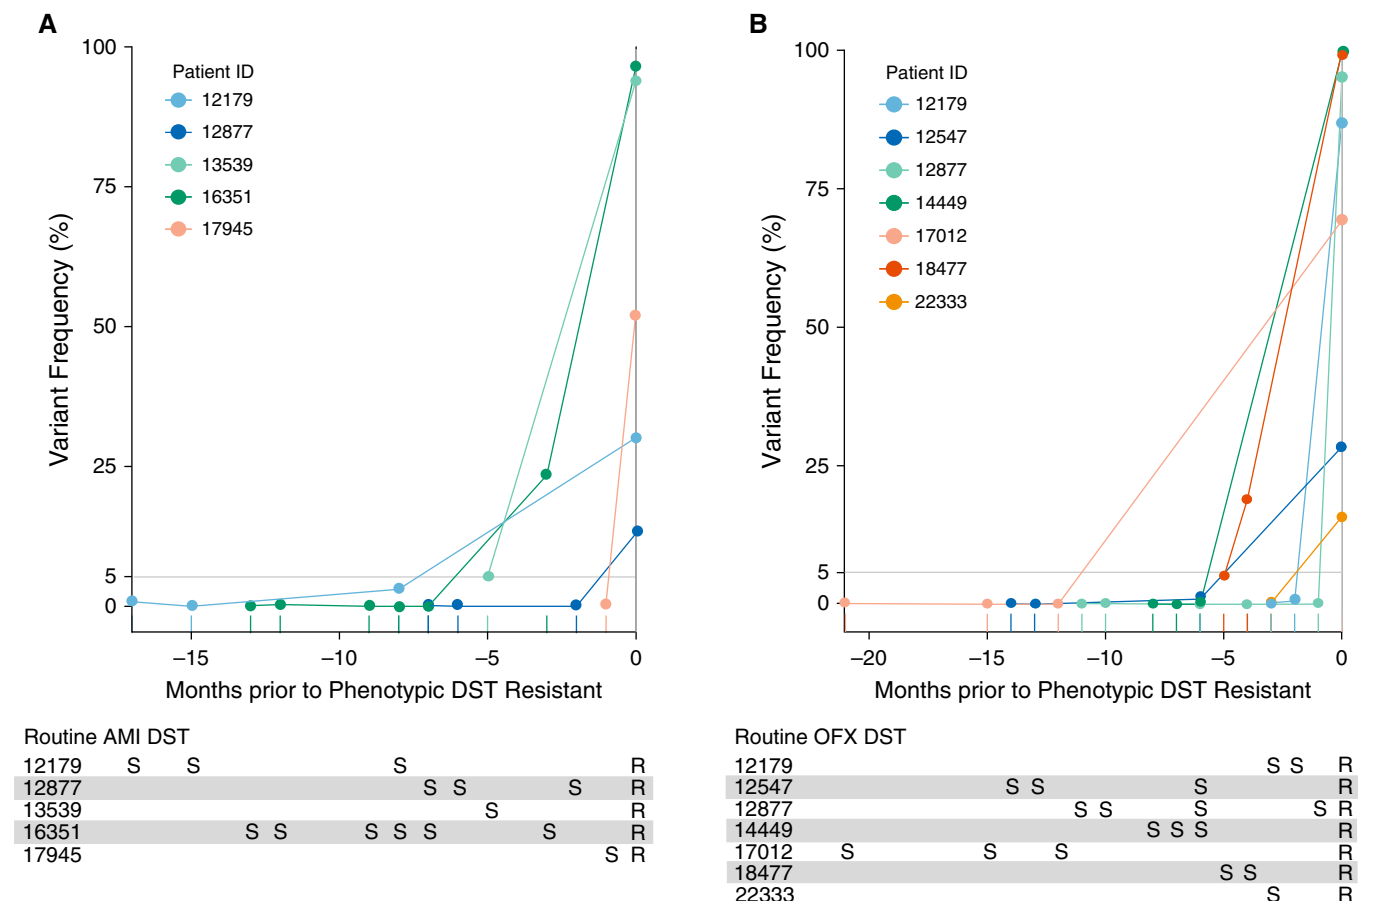 A
Patient ID
12179
12877
13539
16351
17945
100
75
50
25
5
0
Variant Frequency (%)
−15 −10 −5 0
Months prior to Phenotypic DST Resistant
Routine AMI DST
12179 S S S R
12877 S S S R
13539 S R
16351 S S S S S S R
17945 S R
B
Patient ID
12179
12547
12877
14449
17012
18477
22333
100
75
50
25
5
0
Variant Frequency (%)
−20 −15 −10 −5 0
Months prior to Phenotypic DST Resistant
Routine OFX DST
12179 S S R
12547 S S S R
12877 S S S S R
14449 S S S R
17012 S S S R
18477 S S R
22333 S R